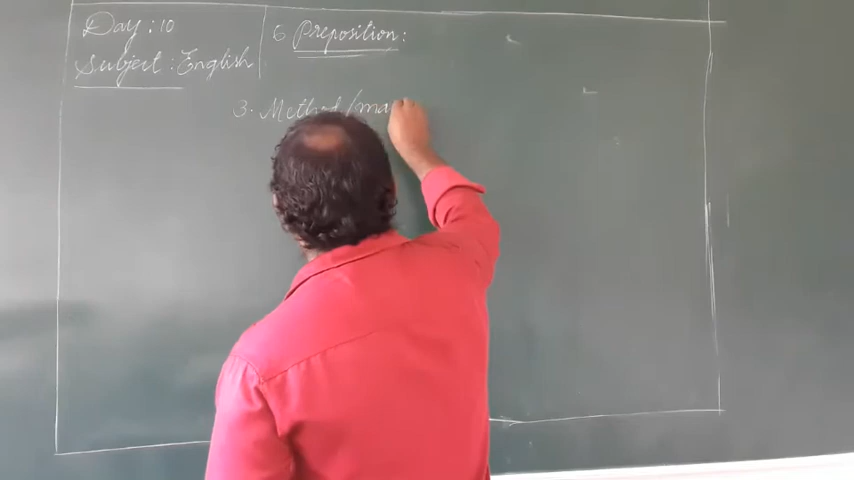 Day : 10
Subject : English
6 Preposition :
3. Method / ma